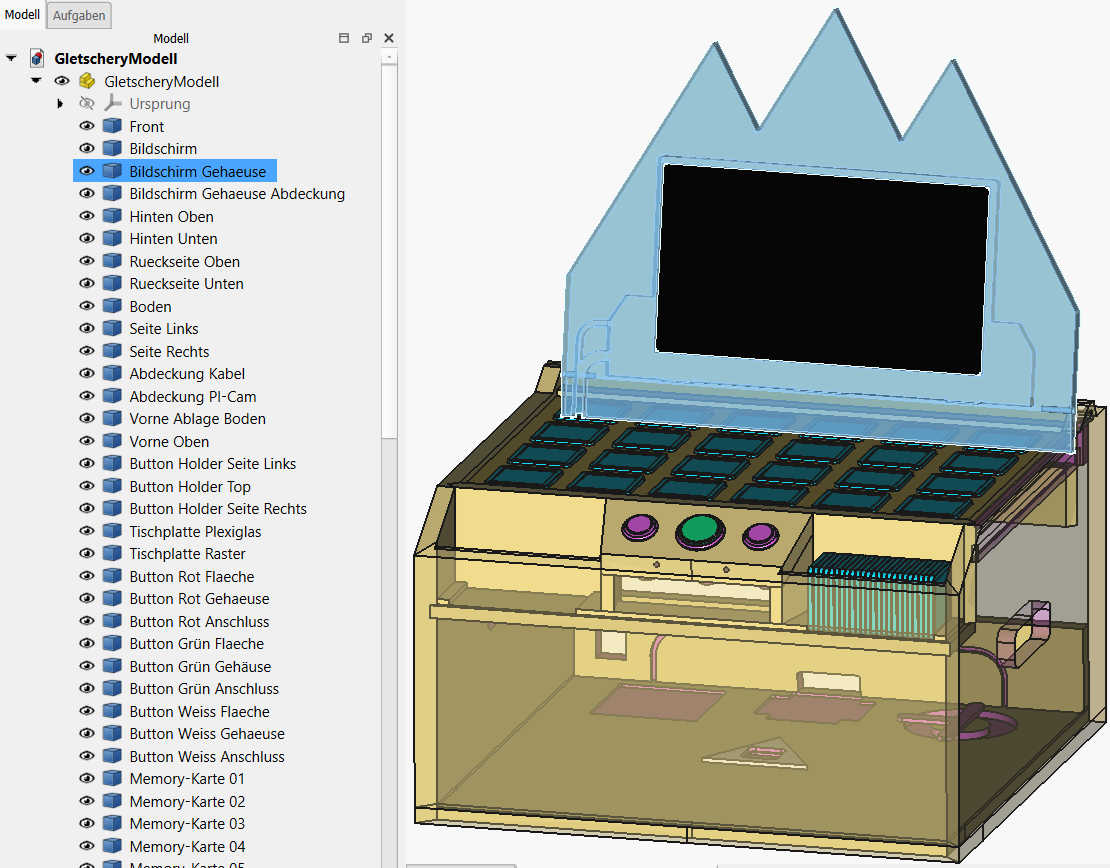 Modell Aufgaben
Modell
GletscheryModell
GletscheryModell
Ursprung
Front
Bildschirm
Bildschirm Gehaeuse
Bildschirm Gehaeuse Abdeckung
Hinten Oben
Hinten Unten
Rueckseite Oben
Rueckseite Unten
Boden
Seite Links
Seite Rechts
Abdeckung Kabel
Abdeckung PI-Cam
Vorne Ablage Boden
Vorne Oben
Button Holder Seite Links
Button Holder Top
Button Holder Seite Rechts
Tischplatte Plexiglas
Tischplatte Raster
Button Rot Flaeche
Button Rot Gehaeuse
Button Rot Anschluss
Button Grün Flaeche
Button Grün Gehäuse
Button Grün Anschluss
Button Weiss Flaeche
Button Weiss Gehaeuse
Button Weiss Anschluss
Memory-Karte 01
Memory-Karte 02
Memory-Karte 03
Memory-Karte 04
Memory-Karte 05